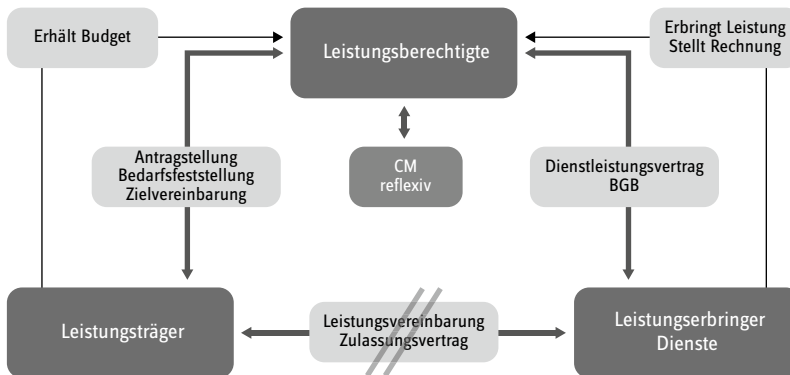 Erhält Budget
Leistungsberechtigte
Erbringt Leistung
Stellt Rechnung
Antragstellung
Bedarfsfeststellung
Zielvereinbarung
CM
reflexiv
Dienstleistungsvertrag
BGB
Leistungsträger
Leistungsvereinbarung
Zulassungsvertrag
Leistungserbringer
Dienste